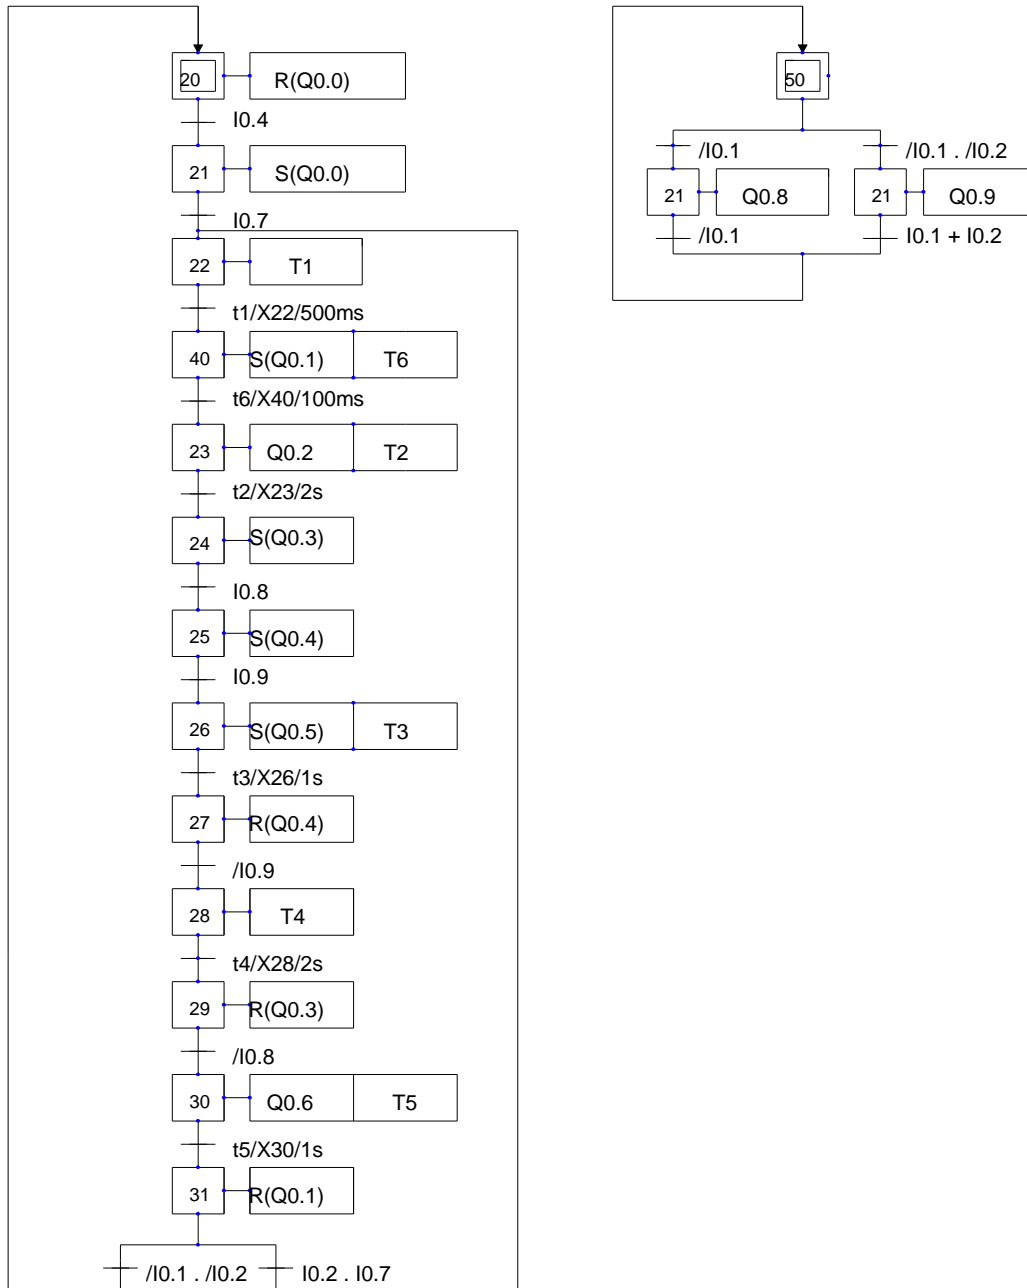 20 R(Q0.0)
I0.4
21 S(Q0.0)
I0.7
22 T1
t1/X22/500ms
40 S(Q0.1) T6
t6/X40/100ms
23 Q0.2 T2
t2/X23/2s
24 S(Q0.3)
I0.8
25 S(Q0.4)
I0.9
26 S(Q0.5) T3
t3/X26/1s
27 R(Q0.4)
/I0.9
28 T4
t4/X28/2s
29 R(Q0.3)
/I0.8
30 Q0.6 T5
t5/X30/1s
31 R(Q0.1)
/I0.1 . /I0.2 I0.2 . I0.7
50
/I0.1 /I0.1 . /I0.2
21 Q0.8 21 Q0.9
/I0.1 I0.1 + I0.2